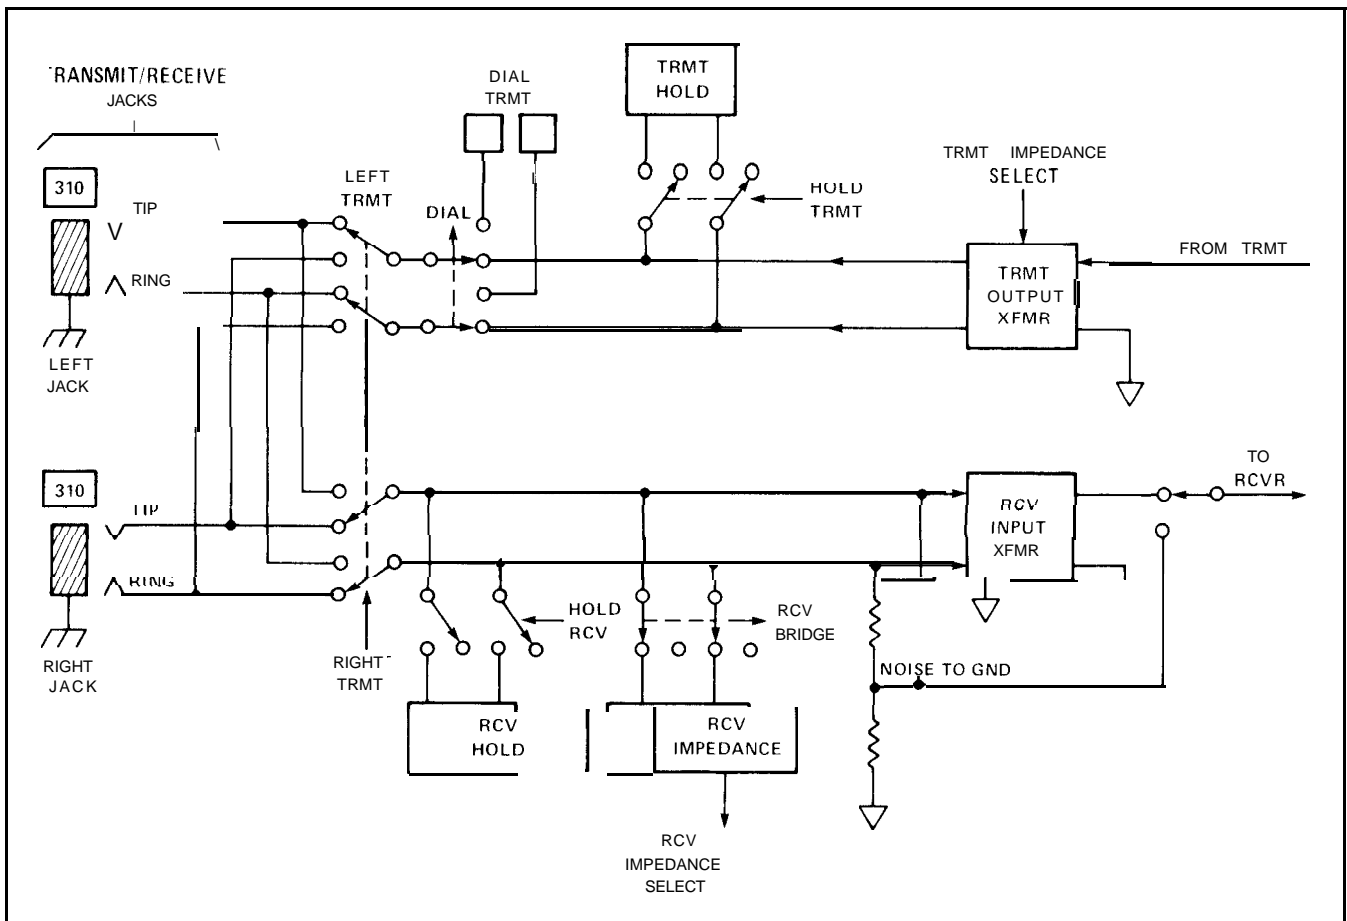 RANSMIT/RECEIVE
JACKS
310
TIP
RING
LEFT
JACK
310
TIP
RING
RIGHT
JACK
LEFT
TRMT
DIAL
DIAL
TRMT
TRMT
HOLD
HOLD
TRMT
TRMT IMPEDANCE
SELECT
TRMT
OUTPUT
XFMR
FROM TRMT
RIGHT
TRMT
HOLD
RCV
RCV
HOLD
RCV
BRIDGE
RCV
IMPEDANCE
RCV
IMPEDANCE
SELECT
RCV
INPUT
XFMR
TO
RCVR
NOISE TO GND